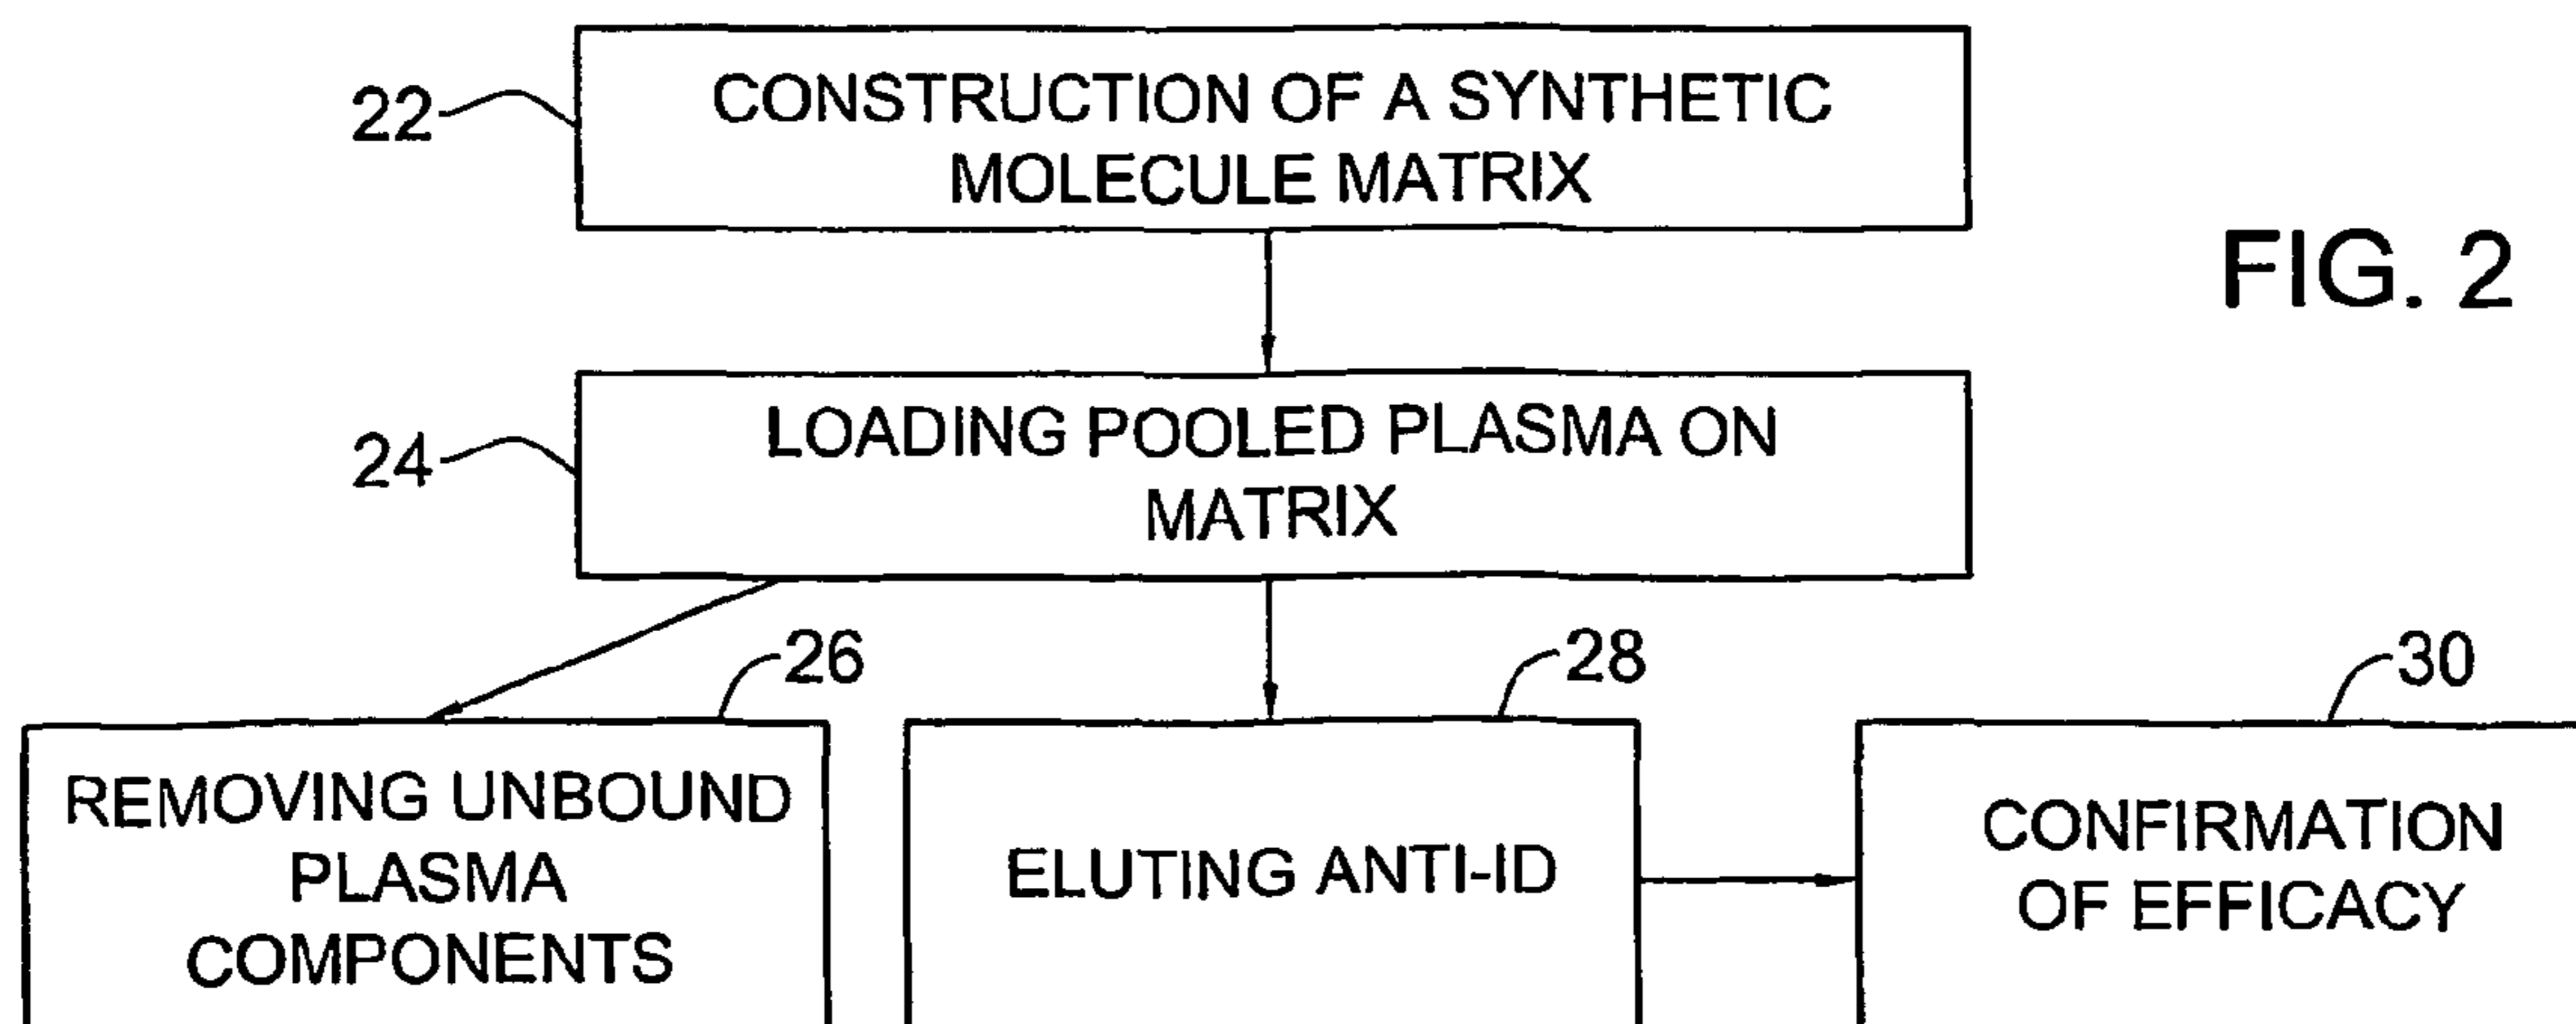 22
CONSTRUCTION OF A SYNTHETIC
MOLECULE MATRIX
FIG. 2
24
LOADING POOLED PLASMA ON
MATRIX
26
28
30
REMOVING UNBOUND
PLASMA
COMPONENTS
ELUTING ANTI-ID
CONFIRMATION
OF EFFICACY